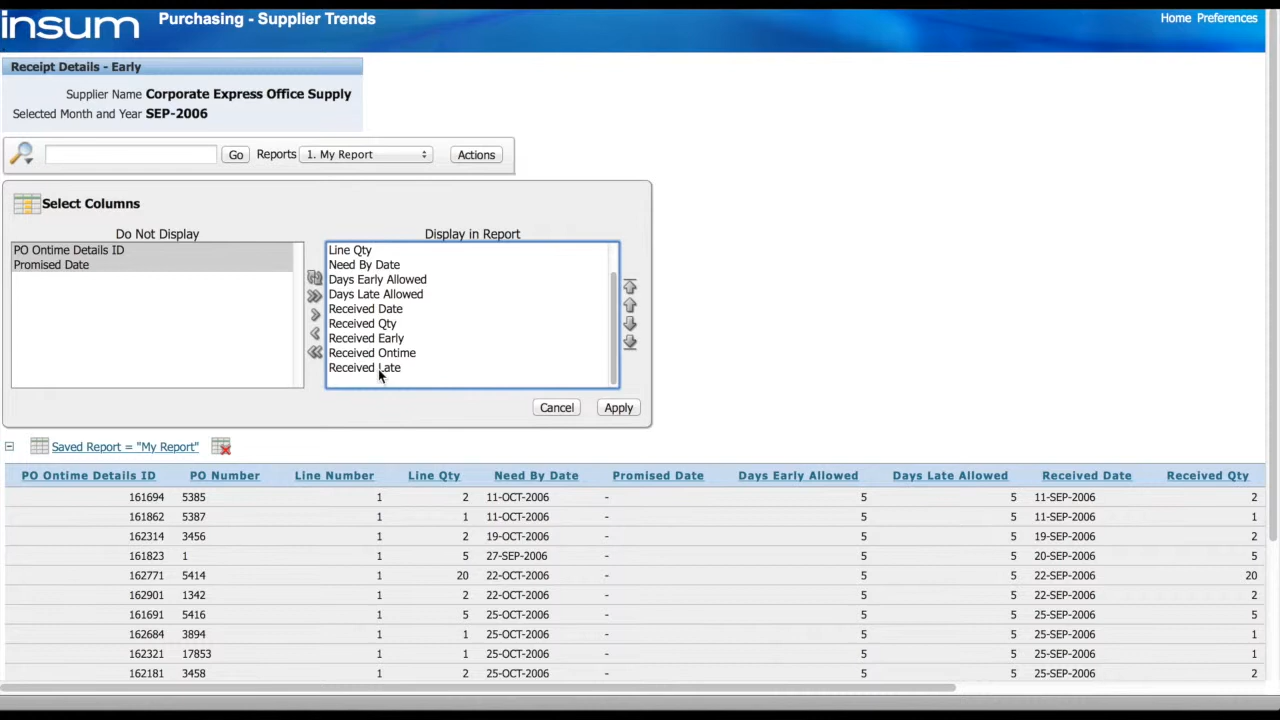 insum
Purchasing - Supplier Trends
Home Preferences
Receipt Details - Early
Supplier Name Corporate Express Office Supply
Selected Month and Year SEP-2006
Go Reports 1. My Report Actions
Select Columns
Do Not Display
PO Ontime Details ID
Promised Date
Display in Report
Line Qty
Need By Date
Days Early Allowed
Days Late Allowed
Received Date
Received Qty
Received Early
Received Ontime
Received Late
Cancel Apply
Saved Report = "My Report"
PO Ontime Details ID PO Number Line Number Line Qty Need By Date Promised Date Days Early Allowed Days Late Allowed Received Date Received Qty
161694 5385 1 2 11-OCT-2006 - 5 5 11-SEP-2006 2
161862 5387 1 1 11-OCT-2006 - 5 5 11-SEP-2006 1
162314 3456 1 2 19-OCT-2006 - 5 5 19-SEP-2006 2
161823 1 1 5 27-SEP-2006 - 5 5 20-SEP-2006 5
162771 5414 1 20 22-OCT-2006 - 5 5 22-SEP-2006 20
162901 1342 1 2 22-OCT-2006 - 5 5 22-SEP-2006 2
161691 5416 1 5 25-OCT-2006 - 5 5 25-SEP-2006 5
162684 3894 1 1 25-OCT-2006 - 5 5 25-SEP-2006 1
162321 17853 1 1 25-OCT-2006 - 5 5 25-SEP-2006 1
162181 3458 1 2 25-OCT-2006 - 5 5 25-SEP-2006 2